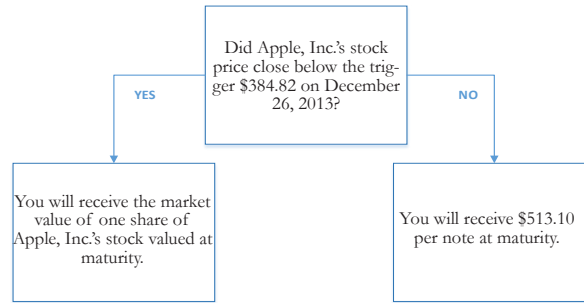 Did Apple, Inc.'s stock
price close below the trig-
ger $384.82 on December
26, 2013?
YES
NO
You will receive the market
value of one share of
Apple, Inc.'s stock valued at
maturity.
You will receive $513.10
per note at maturity.